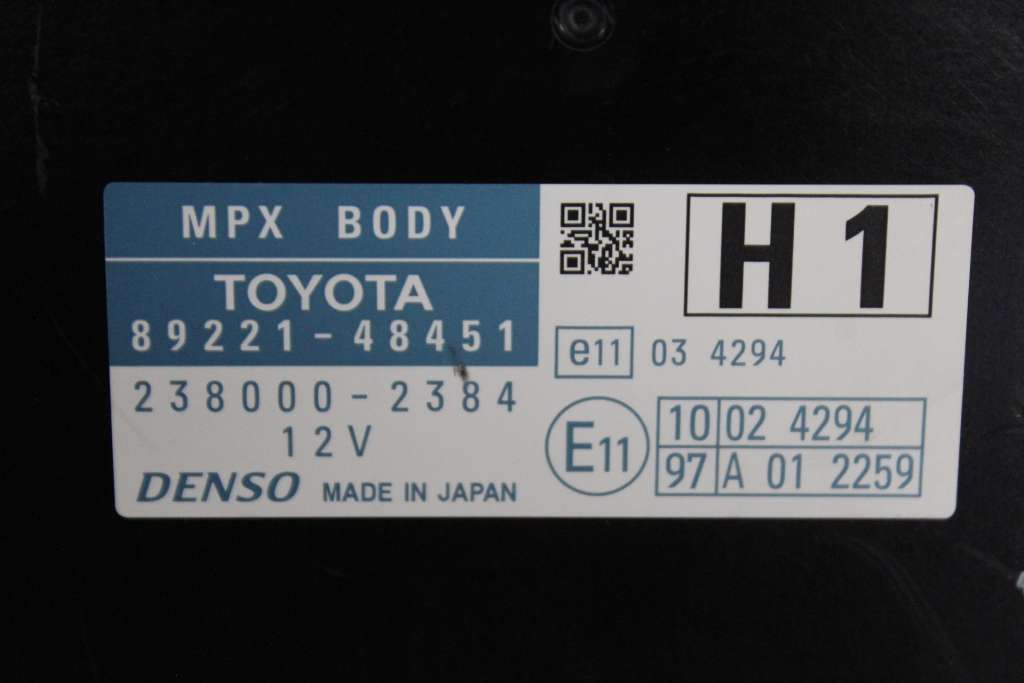 MPX BODY
TOYOTA
89221-48451
238000-2384
12V
DENSO MADE IN JAPAN
H1
e11 03 4294
E11
10 02 4294
97 A 01 2259